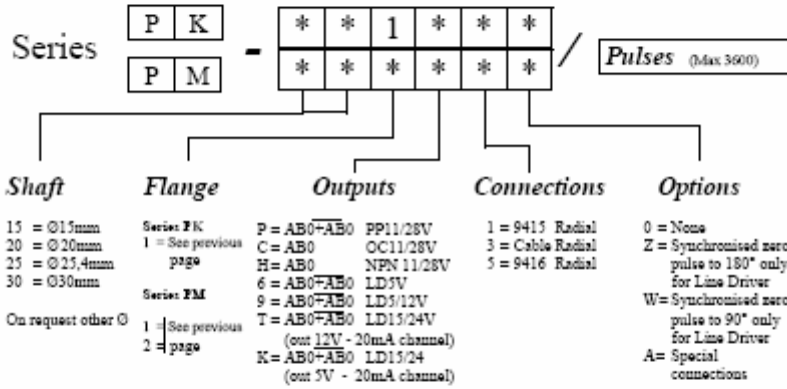 Series P K - * * 1 * * * / Pulses (Max 3600)
P M * * * * * *
Shaft
15 = Ø15mm
20 = Ø20mm
25 = Ø25,4mm
30 = Ø30mm
On request other Ø
Flange
Series PK
1 = See previous
page
Series PM
1 = See previous
2 = page
Outputs
P = AB0+A̅B̅0̅ PP11/28V
C = AB0 OC11/28V
H = AB0 NPN 11/28V
6 = AB0+A̅B̅0̅ LD5V
9 = AB0+A̅B̅0̅ LD5/12V
T = AB0+A̅B̅0̅ LD15/24V
(out 12V - 20mA channel)
K = AB0+A̅B̅0̅ LD15/24
(out 5V - 20mA channel)
Connections
1 = 9415 Radial
3 = Cable Radial
5 = 9416 Radial
Options
0 = None
Z = Synchronised zero
pulse to 180° only
for Line Driver
W= Synchronised zero
pulse to 90° only
for Line Driver
A= Special
connections